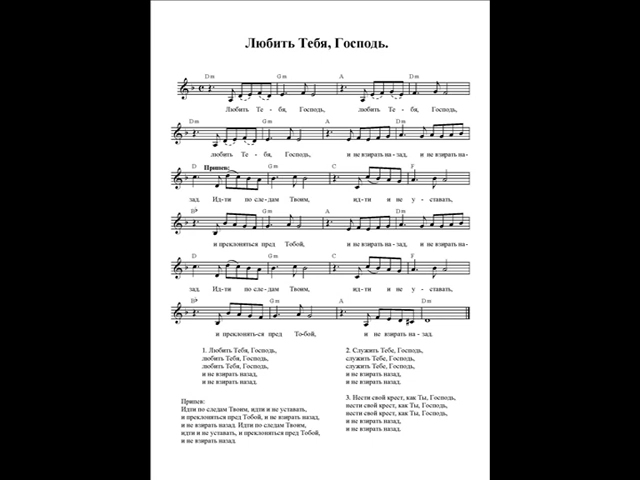 Любить Тебя, Господь.
Dm Gm A Dm
Любить Те - бя, Господь, любить Те - бя, Господь,
Dm Gm A Dm
любить Те - бя, Господь, и не взирать на-зад, и не взирать на-
D Припев: Gm C F
зад. Ид-ти по сле-дам Твоим, ид-ти и не у-ставать,
B♭ Gm A Dm
и преклоняться пред Тобой, и не взирать на-зад, и не взирать на-
D Gm C F
зад. Ид-ти по сле-дам Твоим, ид-ти и не у-ставать,
B♭ Gm A Dm
и преклонять-ся пред То-бой, и не взирать на-зад.
1. Любить Тебя, Господь,
любить Тебя, Господь,
любить Тебя, Господь,
и не взирать назад,
и не взирать назад.
Припев:
Идти по следам Твоим, идти и не уставать,
и преклоняться пред Тобой, и не взирать назад,
и не взирать назад. Идти по следам Твоим,
идти и не уставать, и преклоняться пред Тобой,
и не взирать назад.
2. Служить Тебе, Господь,
служить Тебе, Господь,
служить Тебе, Господь,
и не взирать назад,
и не взирать назад.
3. Нести свой крест, как Ты, Господь,
нести свой крест, как Ты, Господь,
нести свой крест, как Ты, Господь,
и не взирать назад,
и не взирать назад.